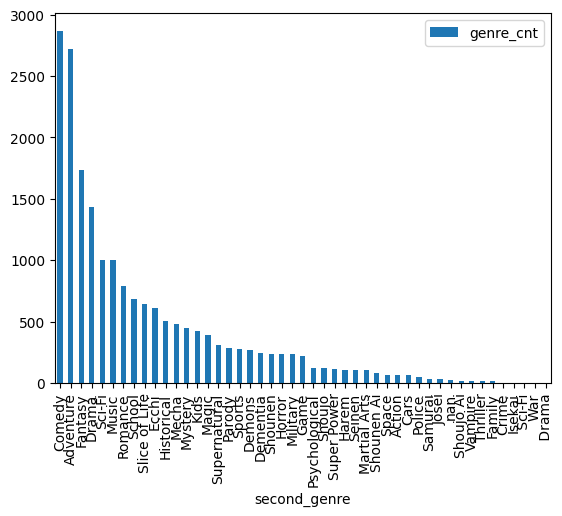 3000
2500
2000
1500
1000
500
0
genre_cnt
Comedy
Adventure
Fantasy
Drama
Sci-Fi
Music
Romance
School
Slice of Life
Ecchi
Historical
Mecha
Mystery
Kids
Magic
Supernatural
Parody
Sports
Demons
Dementia
Shounen
Horror
Military
Game
Psychological
Shoujo
Super Power
Harem
Seinen
Martial Arts
Shounen Ai
Space
Action
Cars
Police
Samurai
Josei
nan
Shoujo Ai
Vampire
Thriller
Family
Crime
Isekai
Sci-Fi
War
Drama
second_genre